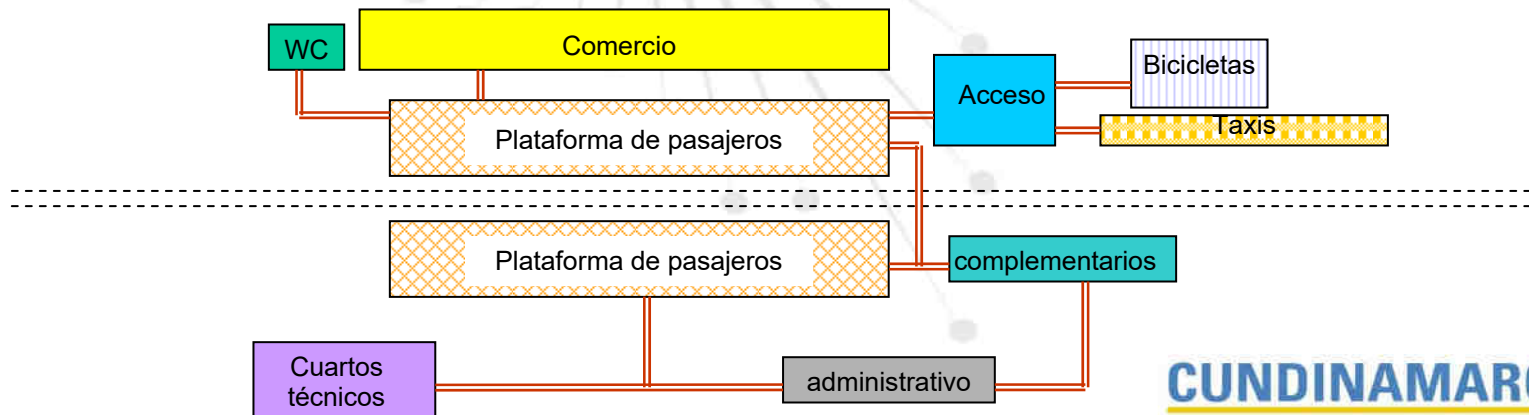 WC
Comercio
Bicicletas
Acceso
Taxis
Plataforma de pasajeros
Plataforma de pasajeros
complementarios
Cuartos
técnicos
administrativo
CUNDINAMAR